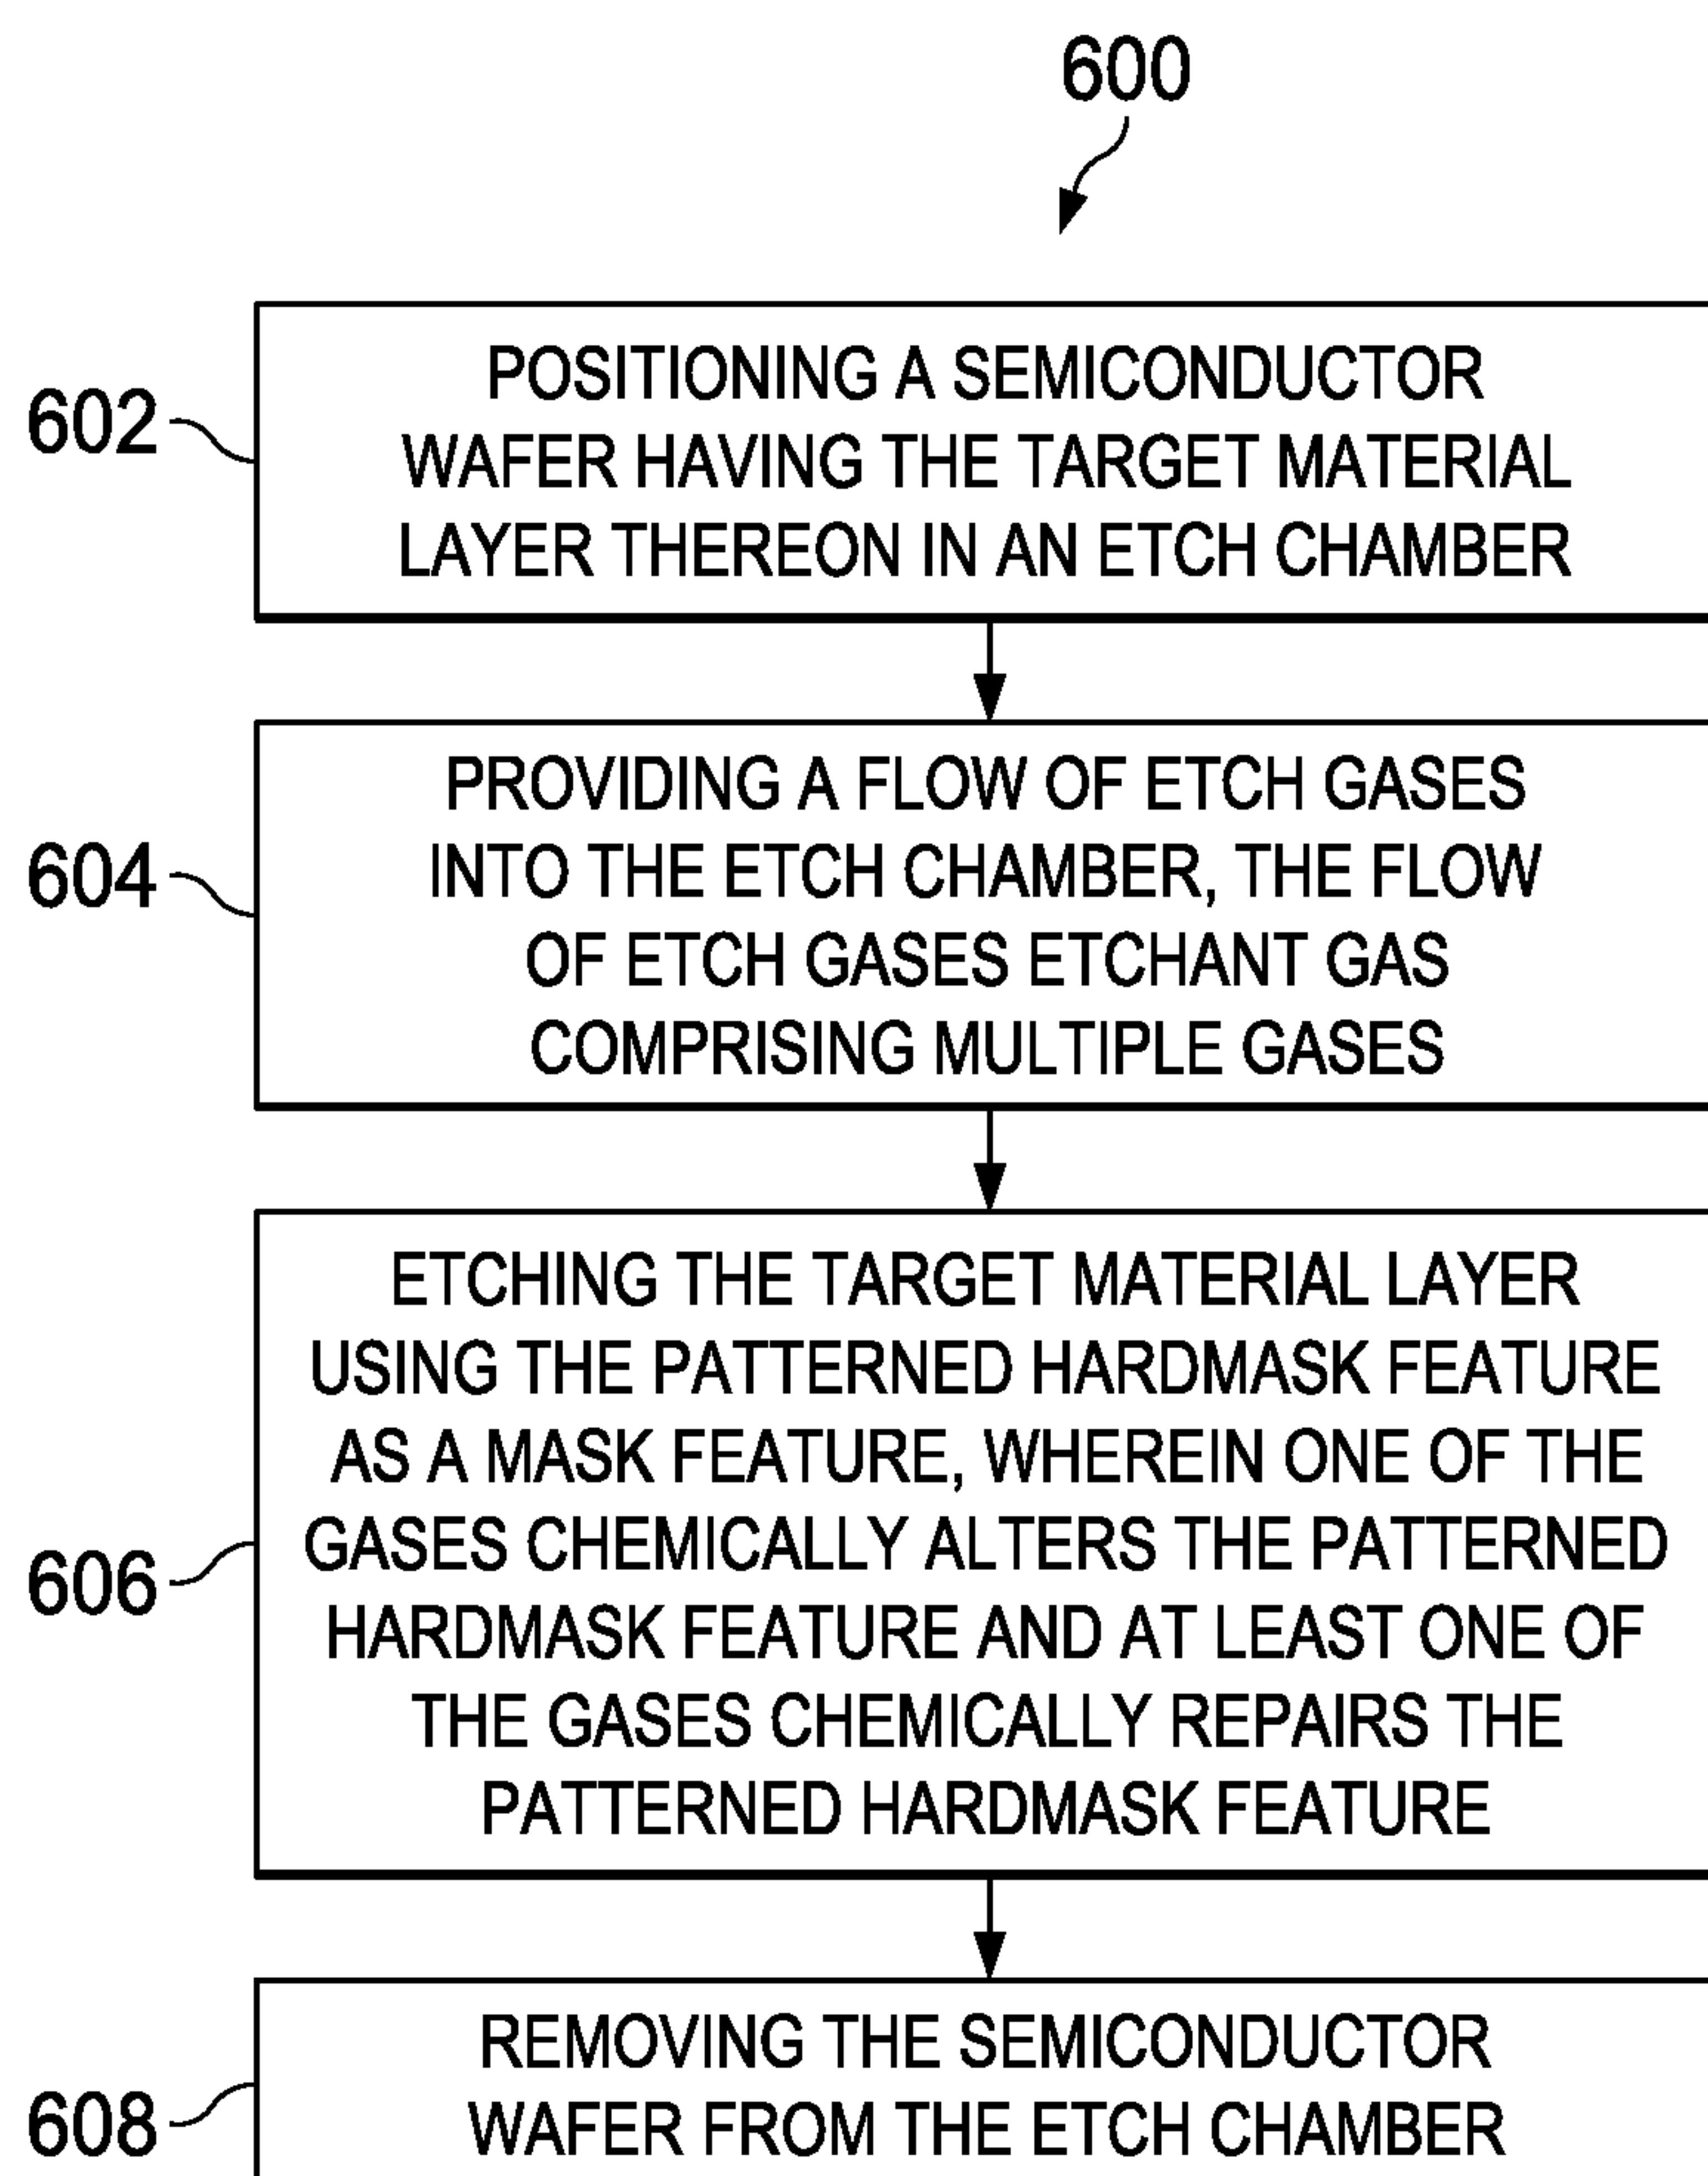 600
602
POSITIONING A SEMICONDUCTOR
WAFER HAVING THE TARGET MATERIAL
LAYER THEREON IN AN ETCH CHAMBER
604
PROVIDING A FLOW OF ETCH GASES
INTO THE ETCH CHAMBER, THE FLOW
OF ETCH GASES ETCHANT GAS
COMPRISING MULTIPLE GASES
606
ETCHING THE TARGET MATERIAL LAYER
USING THE PATTERNED HARDMASK FEATURE
AS A MASK FEATURE, WHEREIN ONE OF THE
GASES CHEMICALLY ALTERS THE PATTERNED
HARDMASK FEATURE AND AT LEAST ONE OF
THE GASES CHEMICALLY REPAIRS THE
PATTERNED HARDMASK FEATURE
608
REMOVING THE SEMICONDUCTOR
WAFER FROM THE ETCH CHAMBER